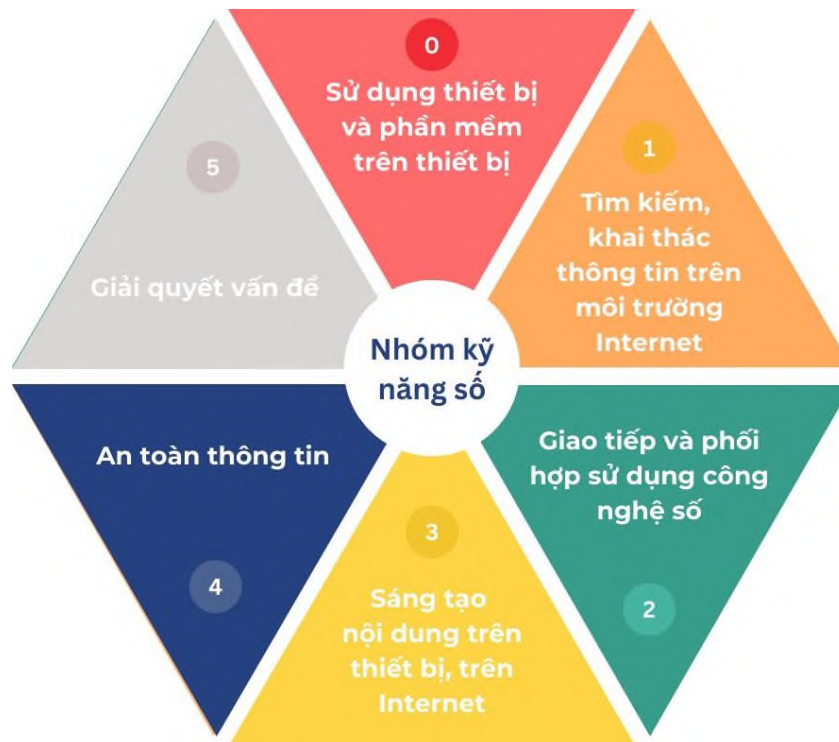 0
Sử dụng thiết bị
và phần mềm
trên thiết bị
1
Tìm kiếm,
khai thác
thông tin trên
môi trường
Internet
Giao tiếp và phối
hợp sử dụng công
nghệ số
2
3
Sáng tạo
nội dung trên
thiết bị, trên
Internet
An toàn thông tin
4
5
Giải quyết vấn đề
Nhóm kỹ
năng số